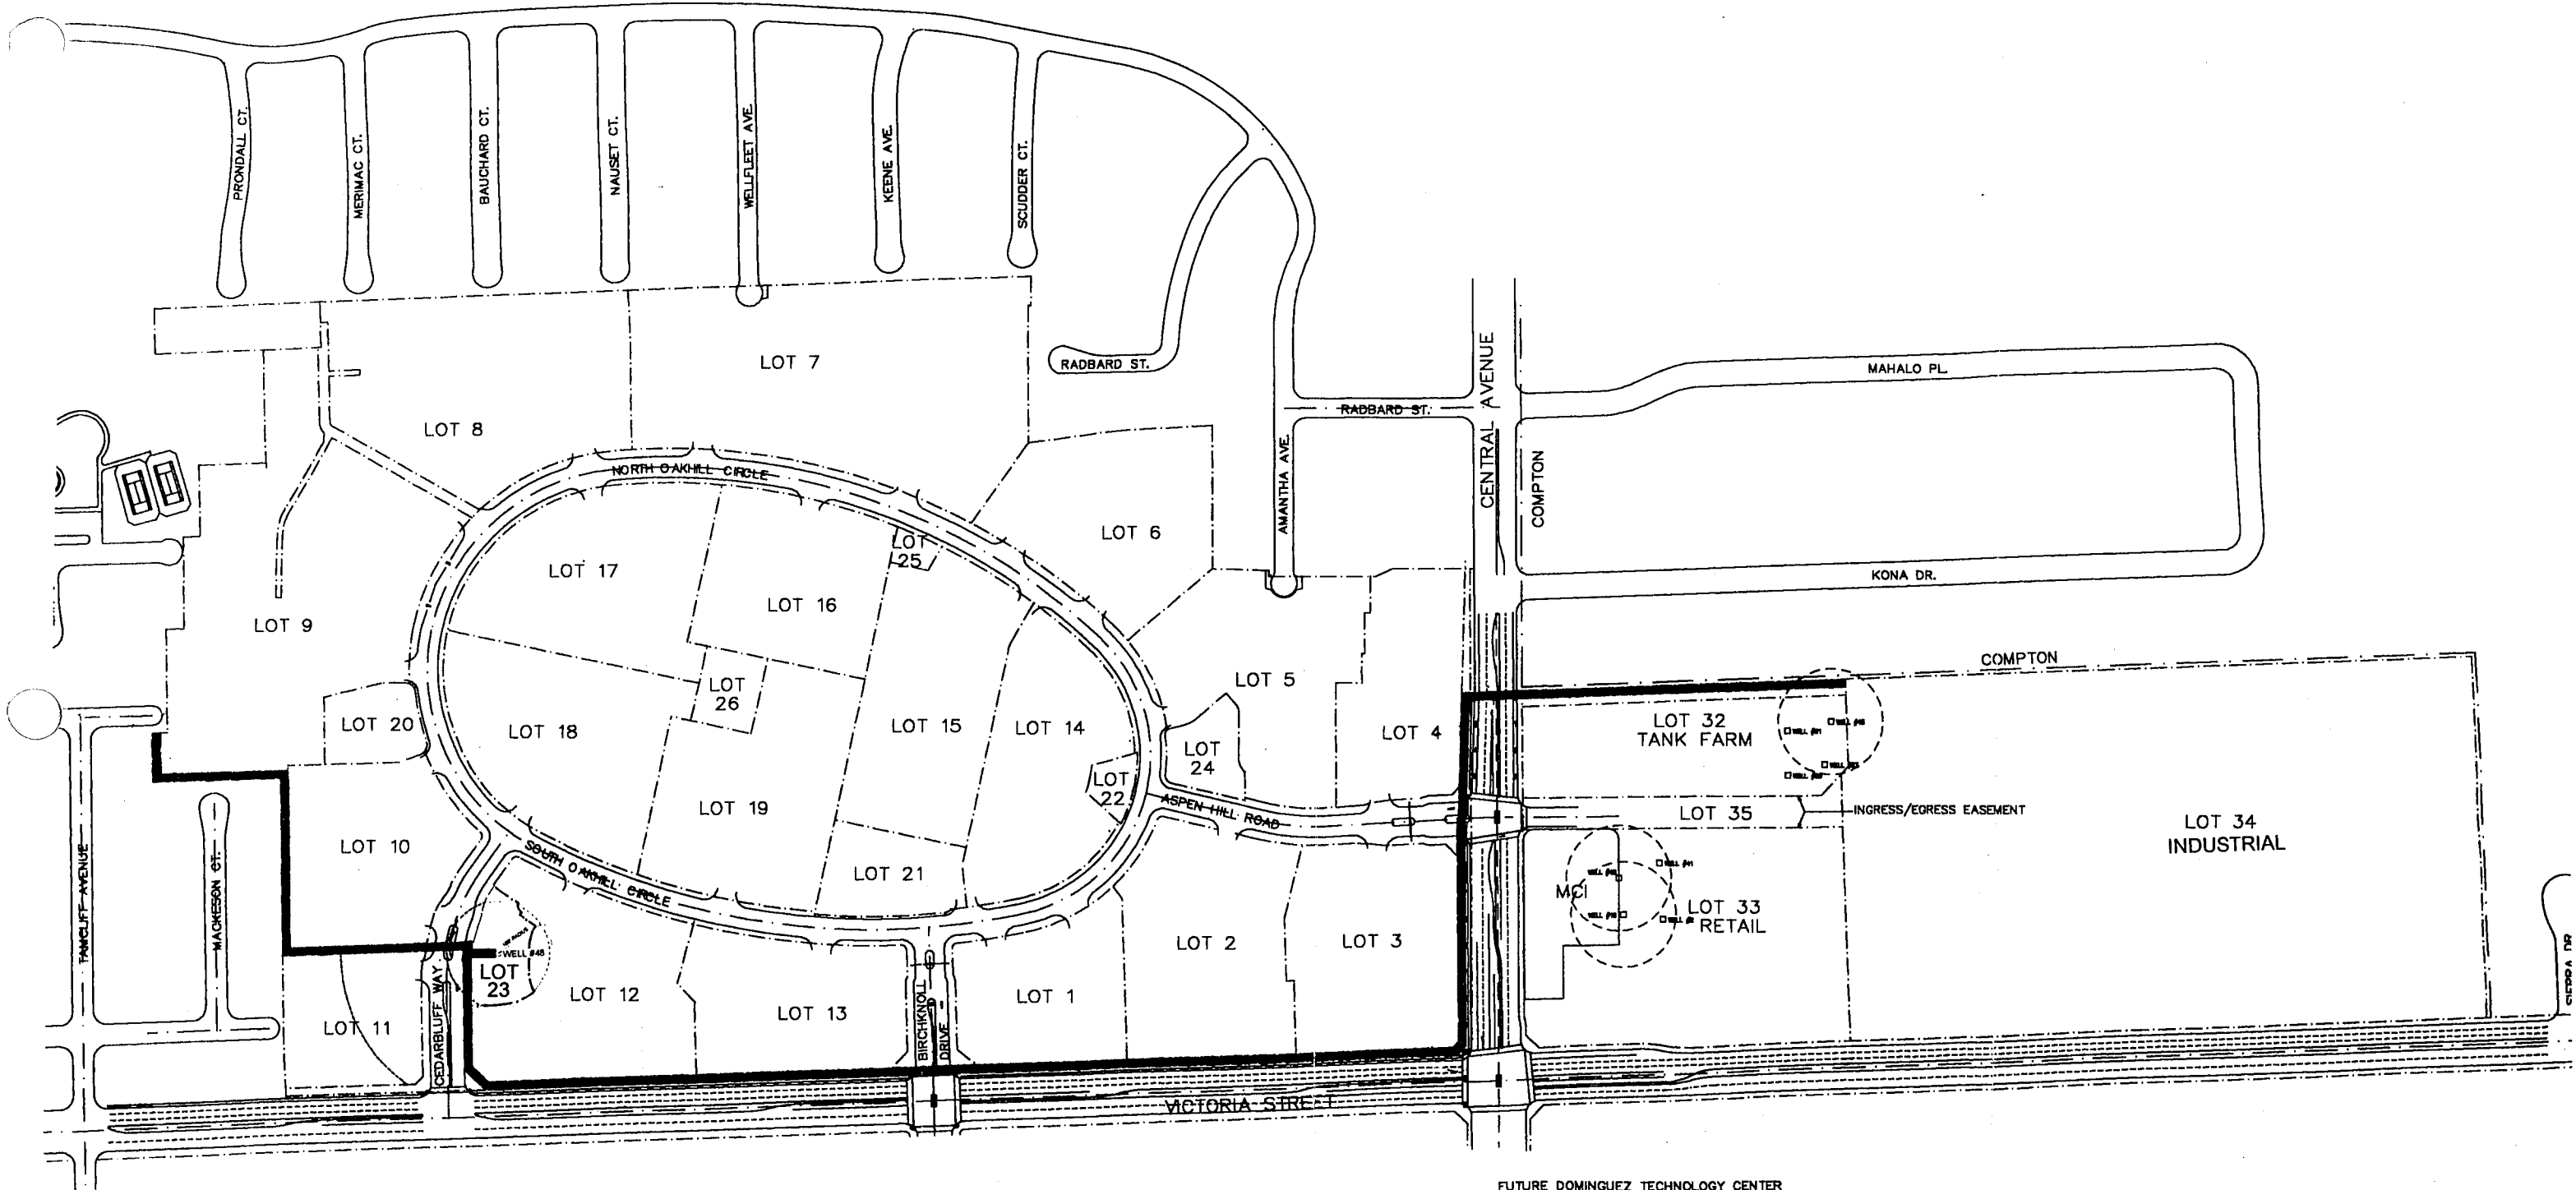 PRONDALL CT.
MERIMAC CT.
BAUCHARD CT.
NAUSET CT.
WELLFLEET AVE.
KEENE AVE.
SCUDDER CT.
LOT 7
RADBARD ST.
RADBARD ST.
CENTRAL AVENUE
COMPTON
MAHALO PL.
LOT 8
NORTH OAKHILL CIRCLE
AMANTHA AVE.
LOT 6
LOT
25
LOT 17
LOT 16
KONA DR.
LOT 9
COMPTON
LOT 5
LOT
26
LOT 20
LOT 18
LOT 15
LOT 14
LOT 4
LOT
24
LOT 32
TANK FARM
LOT
22
LOT 19
ASPEN HILL ROAD
LOT 35
INGRESS/EGRESS EASEMENT
LOT 34
INDUSTRIAL
LOT 10
TAMCLIFF AVENUE
MACKESON CT.
SOUTH OAKHILL CIRCLE
LOT 21
MCI
LOT 33
RETAIL
LOT 2
LOT 3
WELL #48
LOT
23
LOT 12
LOT 1
LOT 13
LOT 11
CEDARBLUFF WAY
BIRCHKNOLL
DRIVE
SIERRA DR
VICTORIA STREET
FUTURE DOMINGUEZ TECHNOLOGY CENTER